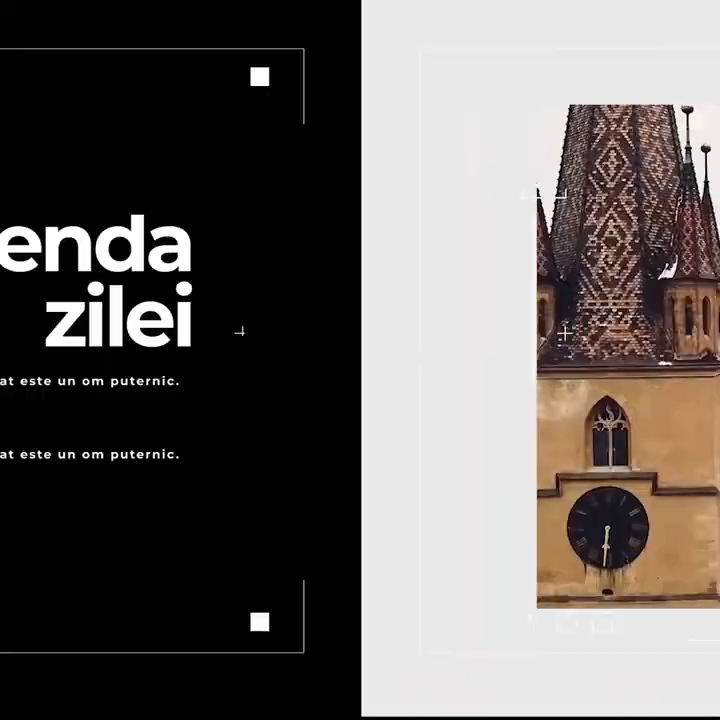 enda
zilei
at este un om puternic.
at este un om puternic.